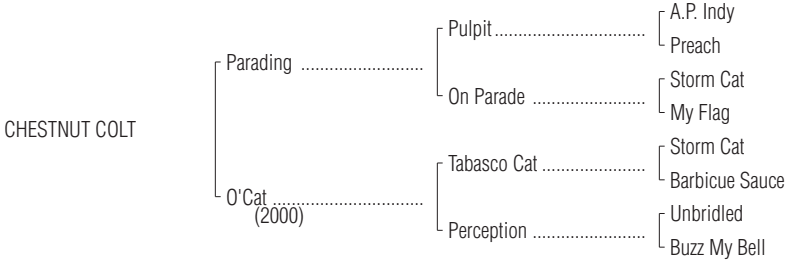 A.P. Indy
Pulpit..............................
Preach
Parading ........................
Storm Cat
On Parade .......................
My Flag
CHESTNUT COLT
Storm Cat
Tabasco Cat .....................
Barbicue Sauce
O'Cat ..............................
(2000)
Unbridled
Perception .......................
Buzz My Bell